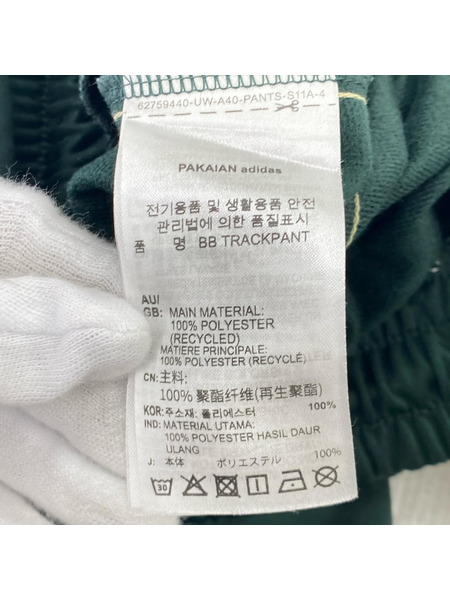 62759440-UW-A40-PANTS-S11A-4
PAKAIAN adidas
전기용품 및 생활용품 안전
관리법에 의한 품질표시
품 명 BB TRACKPANT
AU/
GB: MAIN MATERIAL:
100% POLYESTER
(RECYCLED)
MATIERE PRINCIPALE:
100% POLYESTER (RECYCLÉ)
CN: 主料:
100% 聚酯纤维(再生聚酯)
KOR: 주소재: 폴리에스터 100%
IND: MATERIAL UTAMA:
100% POLYESTER HASIL DAUR
ULANG
J: 本体 ポリエステル 100%
30